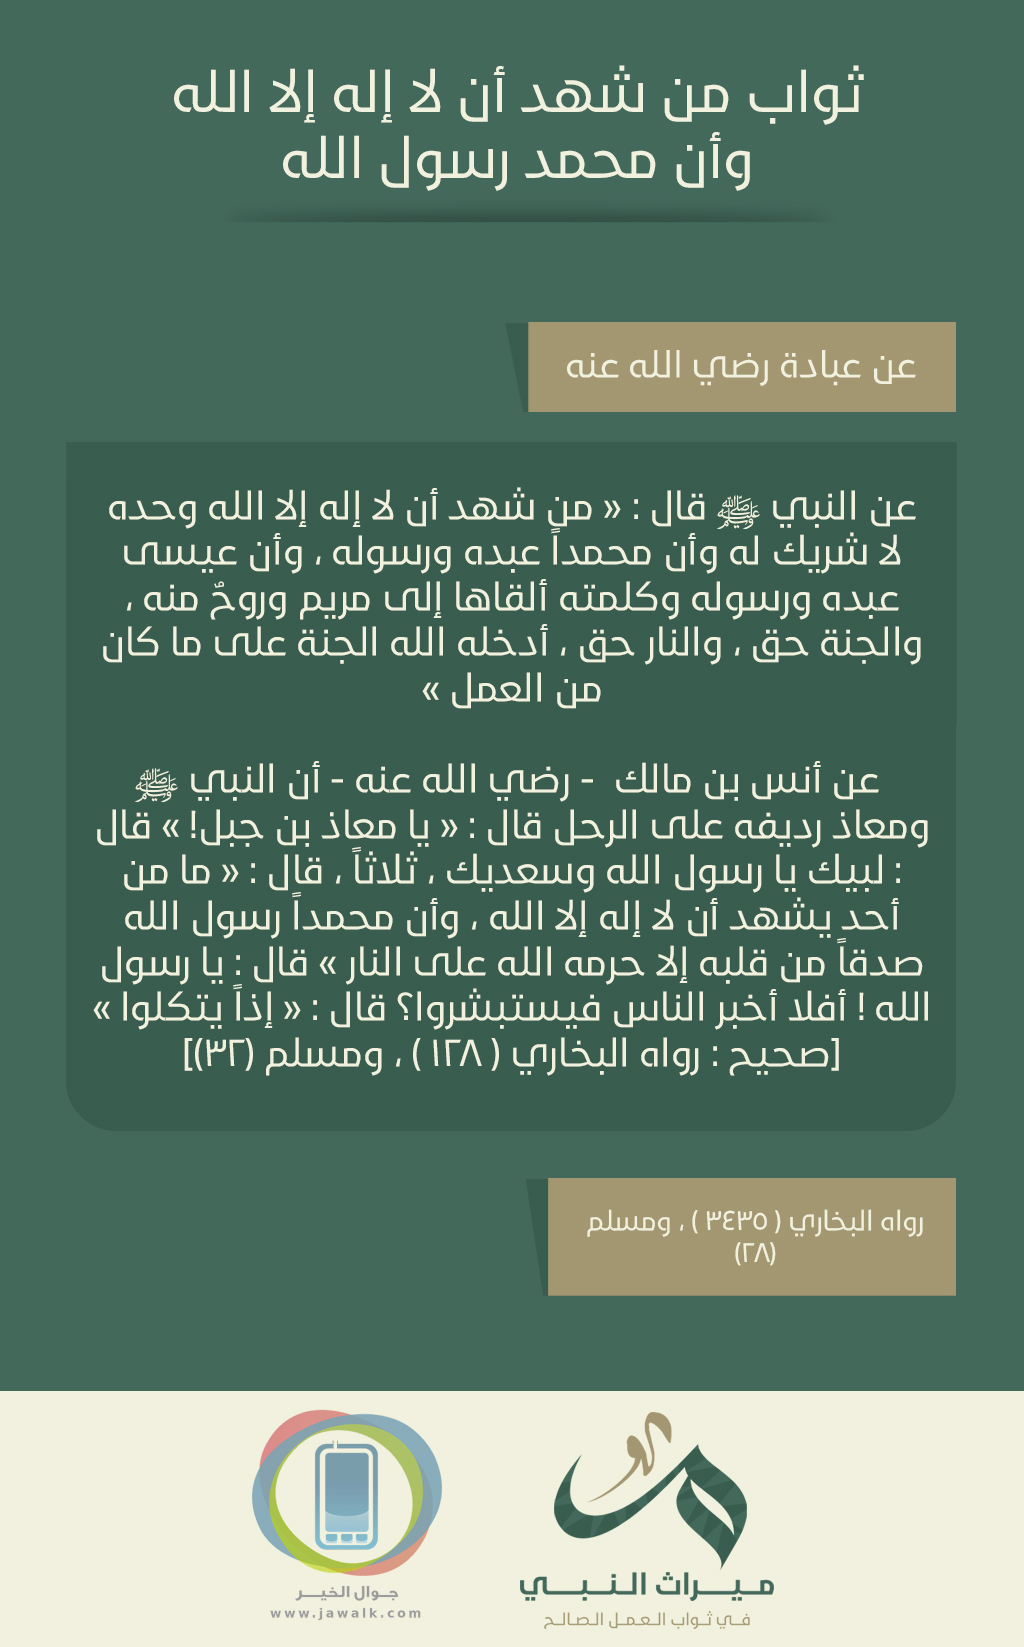 ثواب من شهد أن لا إله إلا الله
وأن محمد رسول الله
عن عبادة رضي الله عنه
عن النبي ﷺ قال : « من شهد أن لا إله إلا الله وحده
لا شريك له وأن محمداً عبده ورسوله ، وأن عيسى
عبده ورسوله وكلمته ألقاها إلى مريم وروحٌ منه ،
والجنة حق ، والنار حق ، أدخله الله الجنة على ما كان
من العمل »
عن أنس بن مالك - رضي الله عنه - أن النبي ﷺ
ومعاذ رديفه على الرحل قال : « يا معاذ بن جبل! » قال
: لبيك يا رسول الله وسعديك ، ثلاثاً ، قال : « ما من
أحد يشهد أن لا إله إلا الله ، وأن محمداً رسول الله
صدقاً من قلبه إلا حرمه الله على النار » قال : يا رسول
الله ! أفلا أخبر الناس فيستبشروا؟ قال : « إذاً يتكلوا »
[صحيح : رواه البخاري ( ١٢٨ ) ، ومسلم (٣٢)]
رواه البخاري ( ٣٤٣٥ ) ، ومسلم
(٢٨)
ميراث النبي
في ثواب العمل الصالح
جوال الخير
www.jawalk.com